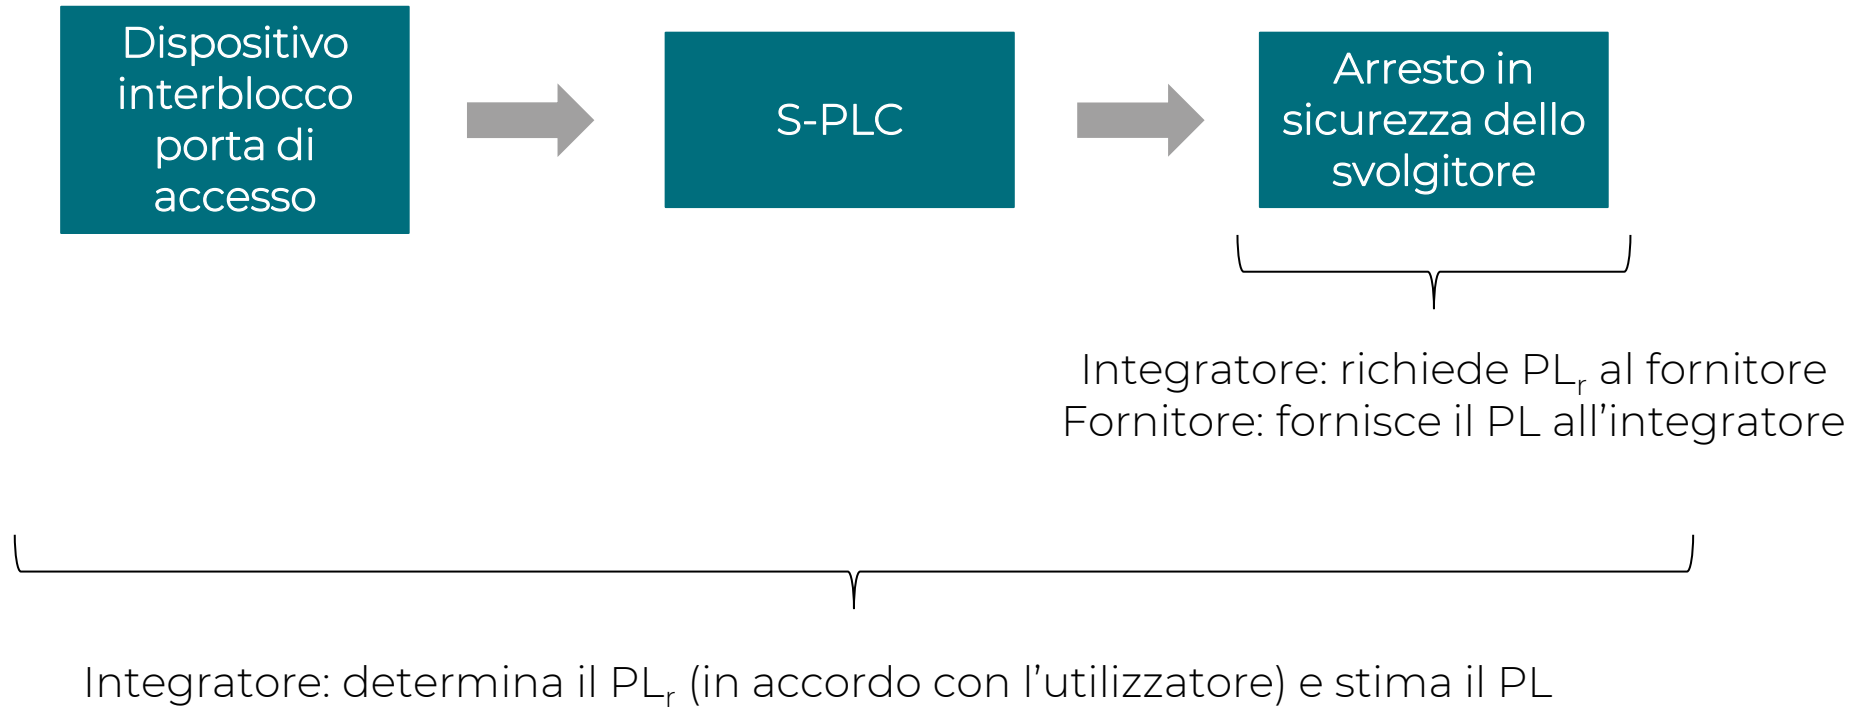 Dispositivo
interblocco
porta di
accesso
S-PLC
Arresto in
sicurezza dello
svolgitore
Integratore: richiede PLr al fornitore
Fornitore: fornisce il PL all’integratore
Integratore: determina il PLr (in accordo con l’utilizzatore) e stima il PL